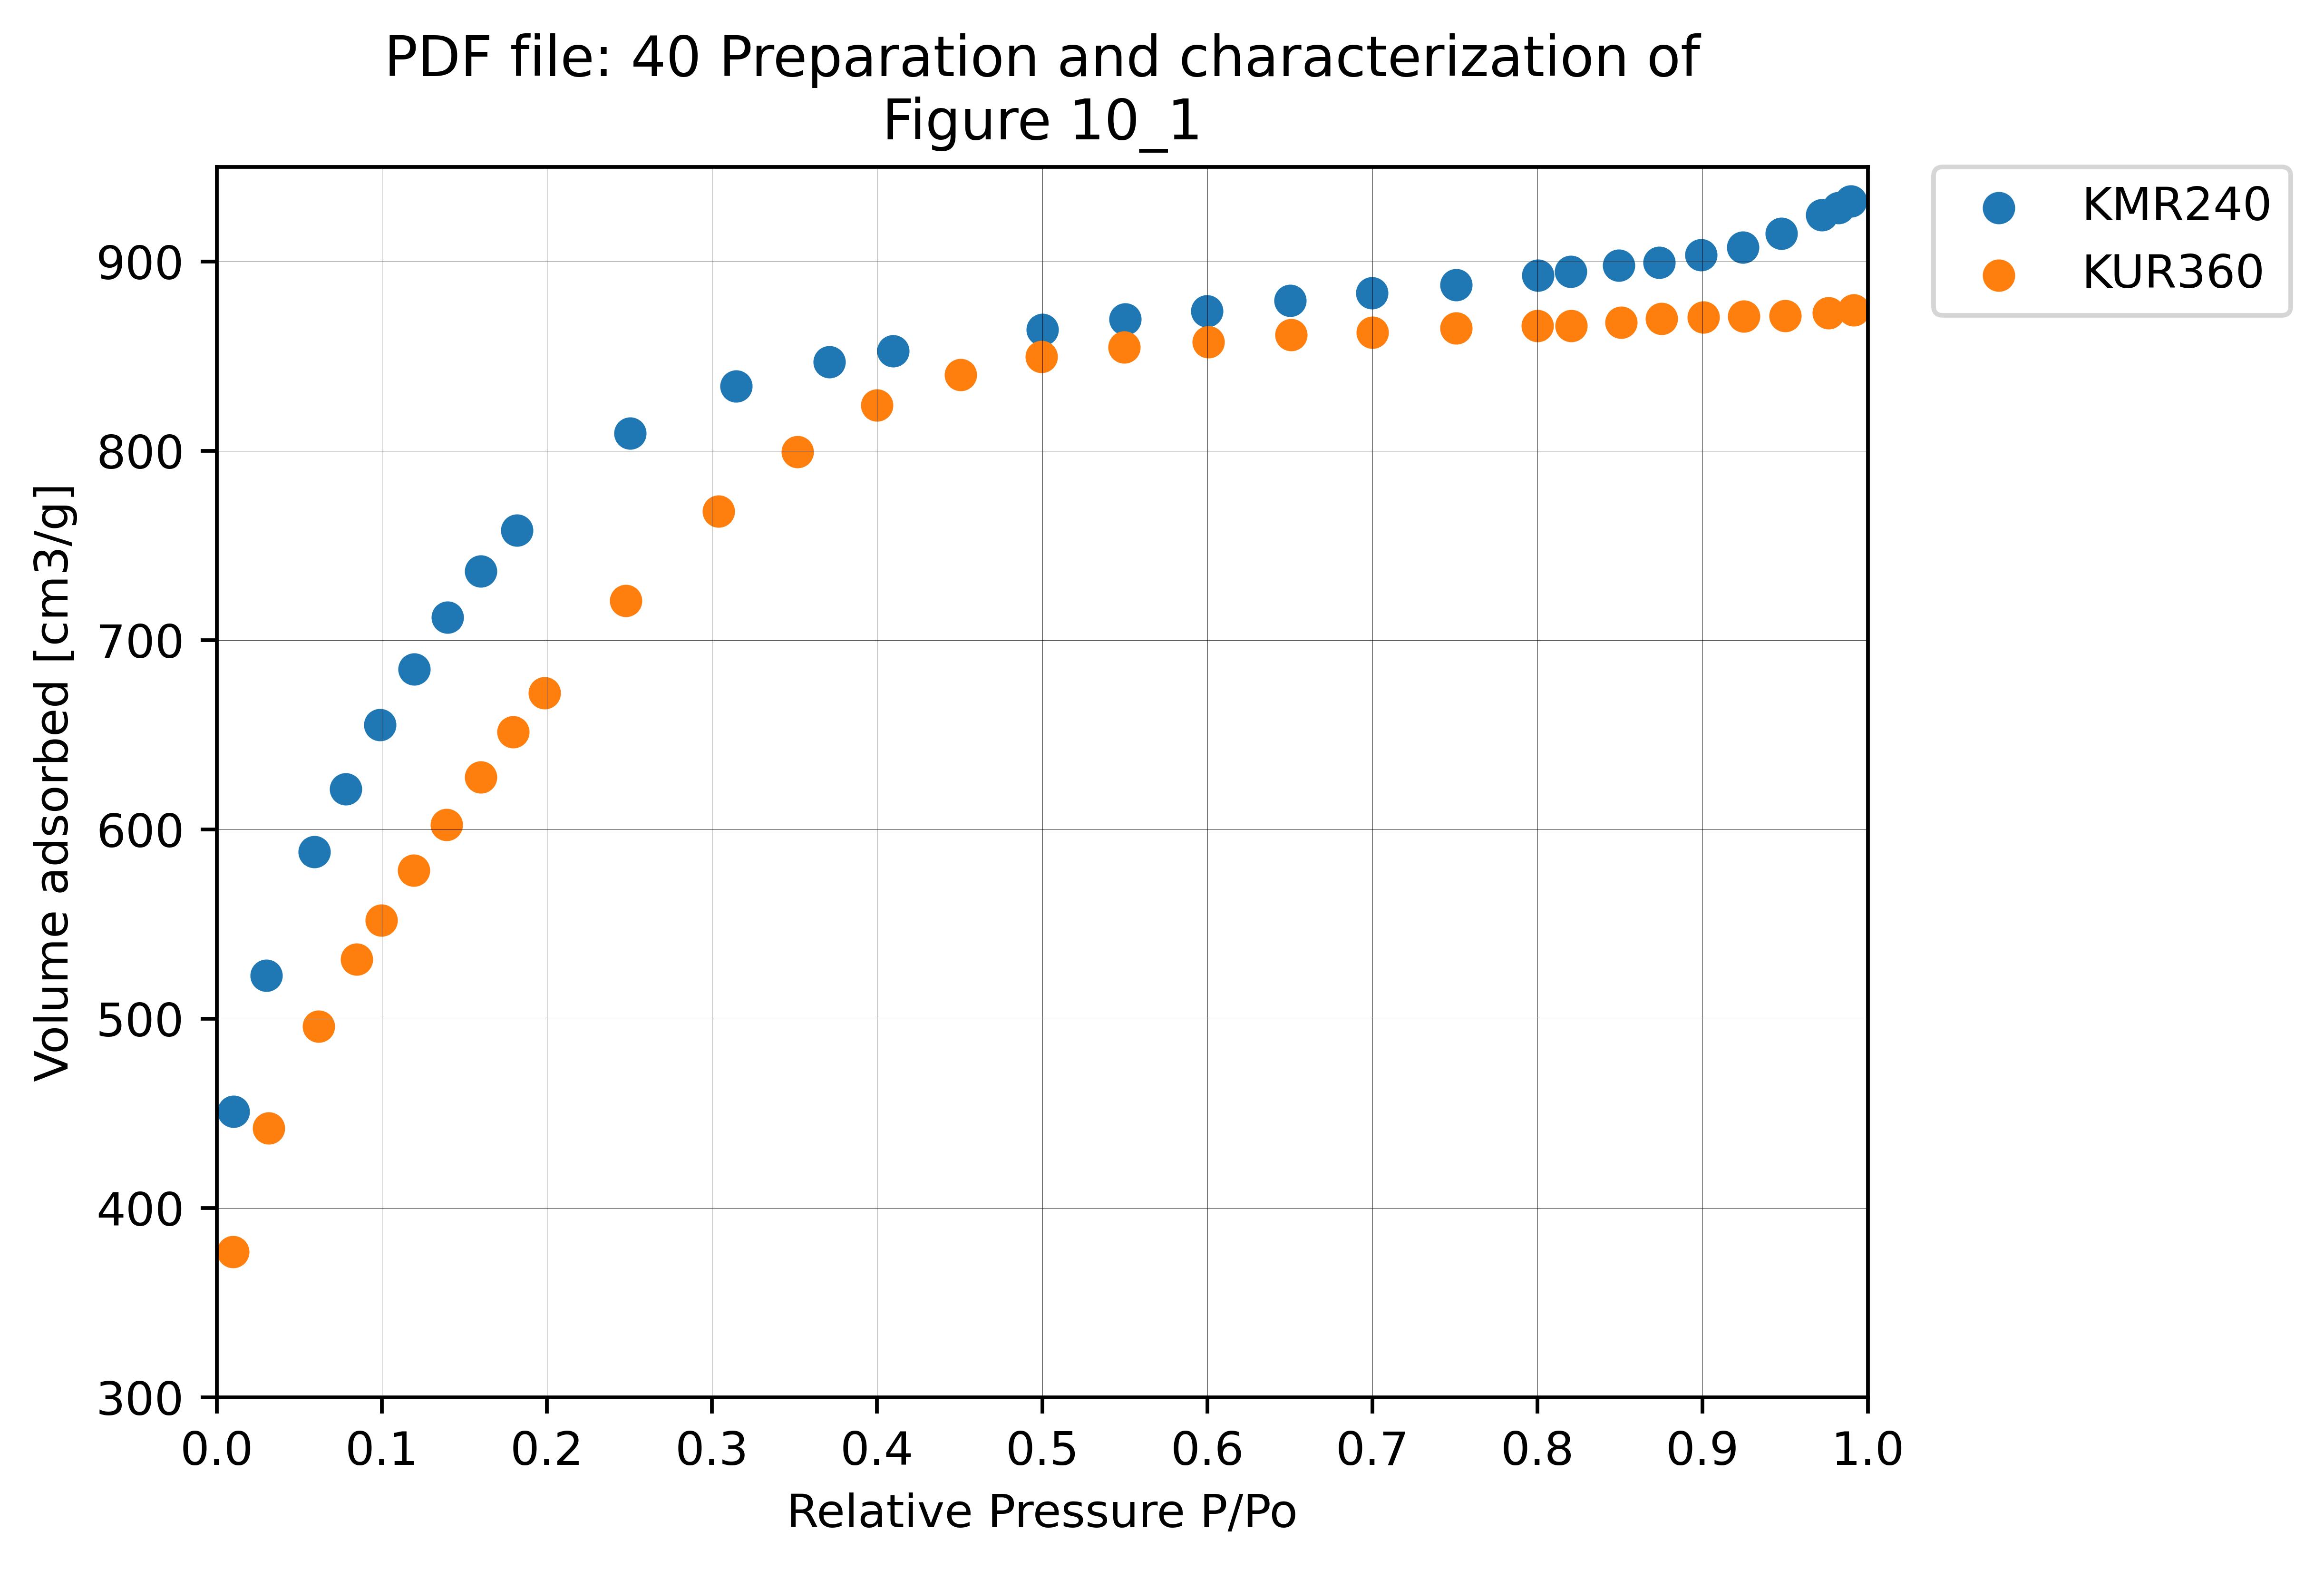 PDF file: 40 Preparation and characterization of
Figure 10_1
KMR240
KUR360
Volume adsorbed [cm3/g]
900
800
700
600
500
400
300
0.0 0.1 0.2 0.3 0.4 0.5 0.6 0.7 0.8 0.9 1.0
Relative Pressure P/Po